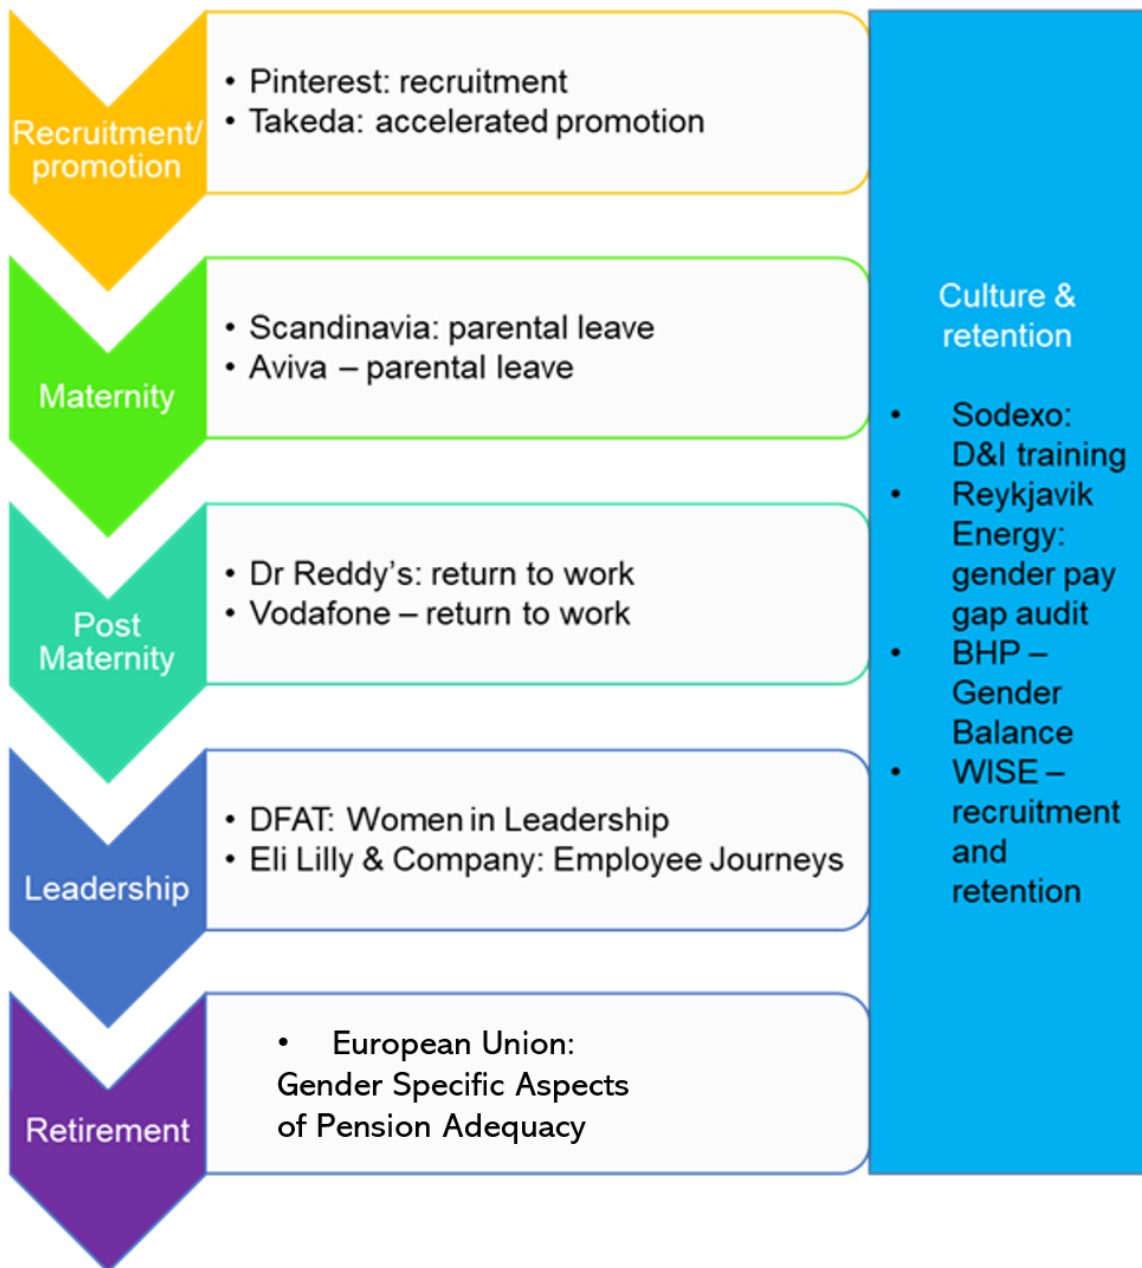 Recruitment/
promotion
• Pinterest: recruitment
• Takeda: accelerated promotion
Maternity
• Scandinavia: parental leave
• Aviva – parental leave
Post
Maternity
• Dr Reddy’s: return to work
• Vodafone – return to work
Leadership
• DFAT: Women in Leadership
• Eli Lilly & Company: Employee Journeys
Retirement
• European Union:
Gender Specific Aspects
of Pension Adequacy
Culture &
retention
• Sodexo:
D&I training
• Reykjavik
Energy:
gender pay
gap audit
• BHP –
Gender
Balance
• WISE –
recruitment
and
retention